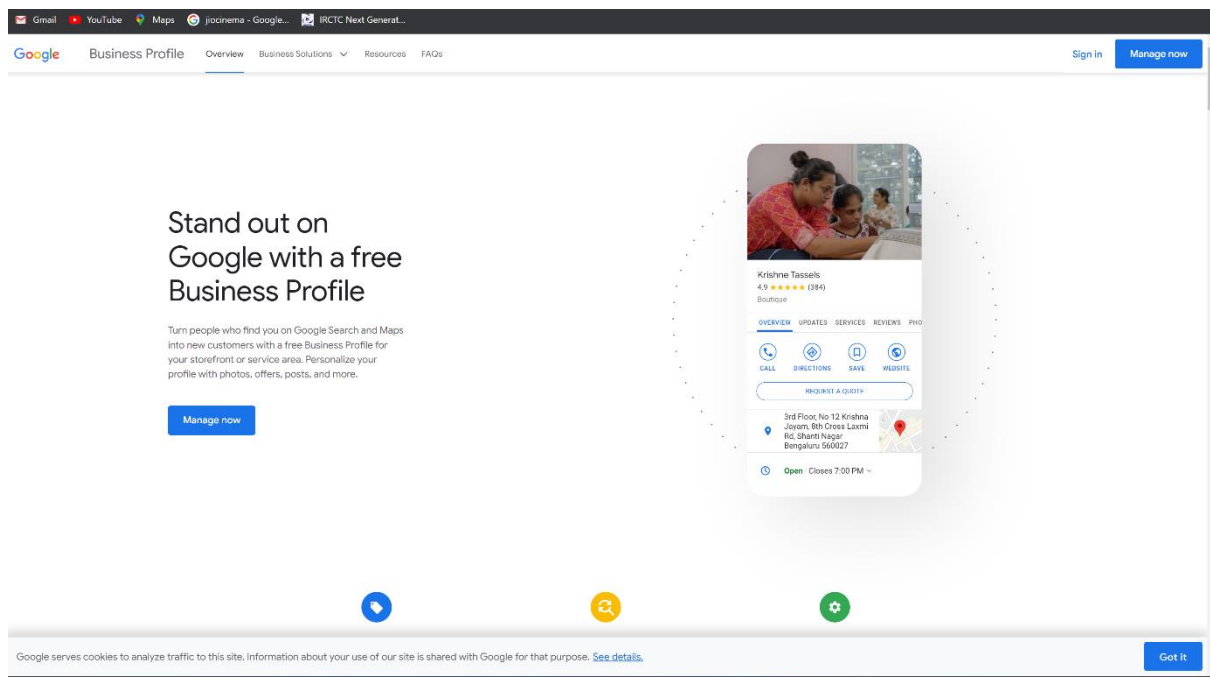 Gmail YouTube Maps jiocinema - Google... IRCTC Next Generat...
Google Business Profile Overview Business Solutions Resources FAQs Sign in Manage now
Stand out on
Google with a free
Business Profile
Turn people who find you on Google Search and Maps
into new customers with a free Business Profile for
your storefront or service area. Personalize your
profile with photos, offers, posts, and more.
Manage now
Krishne Tassels
4.9 ★★★★★ (384)
Boutique
OVERVIEW UPDATES SERVICES REVIEWS PHO
CALL DIRECTIONS SAVE WEBSITE
REQUEST A QUOTE
3rd Floor, No 12 Krishna
Jayam, 8th Cross Laxmi
Rd, Shanti Nagar
Bengaluru 560027
Open Closes 7:00 PM
Google serves cookies to analyze traffic to this site. Information about your use of our site is shared with Google for that purpose. See details. Got it